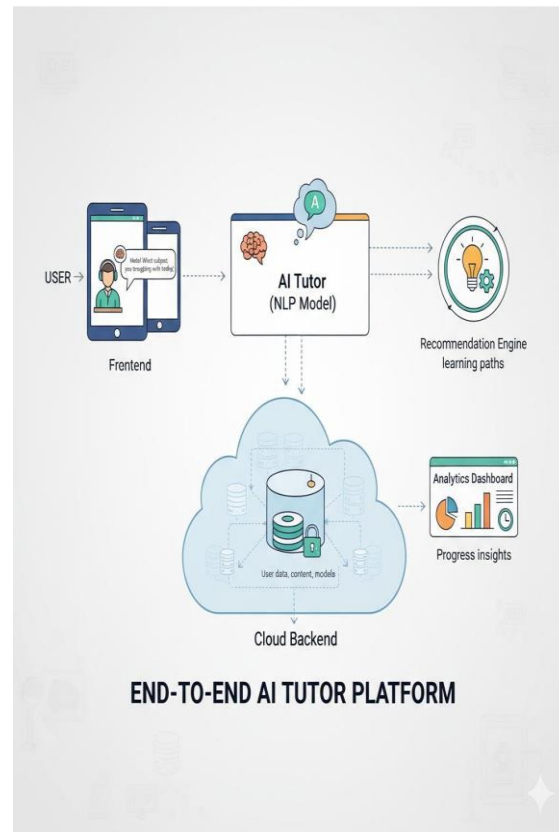 A
USER
AI Tutor
(NLP Model)
Frentend
Recommendation Engine
learning paths
Analytics Dashboard
Progress insights
User data, content, models
Cloud Backend
END-TO-END AI TUTOR PLATFORM